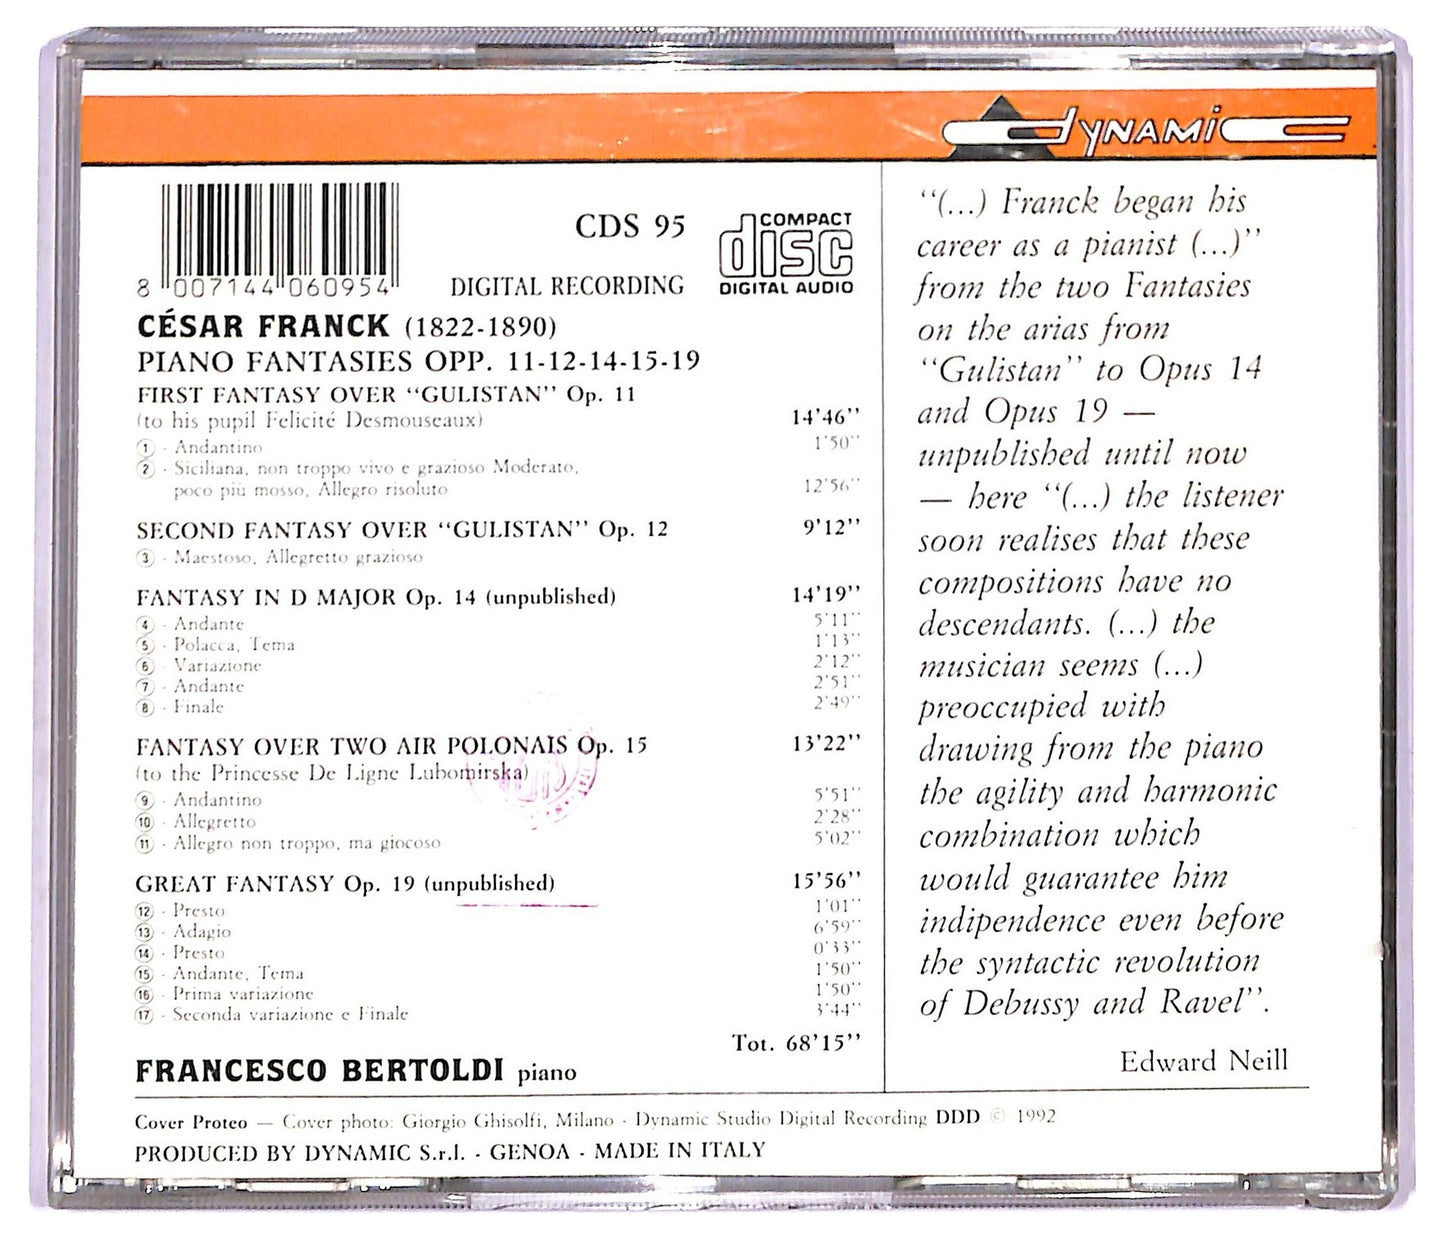 dynamic
8 007144 060954
CDS 95
COMPACT
disc
DIGITAL AUDIO
DIGITAL RECORDING
CÉSAR FRANCK (1822-1890)
PIANO FANTASIES OPP. 11-12-14-15-19
FIRST FANTASY OVER “GULISTAN” Op. 11
(to his pupil Felicité Desmouseaux) 14'46''
1 · Andantino 1'50''
2 · Siciliana, non troppo vivo e grazioso Moderato,
poco più mosso, Allegro risoluto 12'56''
SECOND FANTASY OVER “GULISTAN” Op. 12 9'12''
3 · Maestoso, Allegretto grazioso
FANTASY IN D MAJOR Op. 14 (unpublished) 14'19''
4 · Andante 5'11''
5 · Polacca, Tema 1'13''
6 · Variazione 2'12''
7 · Andante 2'51''
8 · Finale 2'49''
FANTASY OVER TWO AIR POLONAIS Op. 15 13'22''
(to the Princesse De Ligne Lubomirska)
9 · Andantino 5'51''
10 · Allegretto 2'28''
11 · Allegro non troppo, ma giocoso 5'02''
GREAT FANTASY Op. 19 (unpublished) 15'56''
12 · Presto 1'01''
13 · Adagio 6'59''
14 · Presto 0'33''
15 · Andante, Tema 1'50''
16 · Prima variazione 1'50''
17 · Seconda variazione e Finale 3'44''
Tot. 68'15''
FRANCESCO BERTOLDI piano
“(...) Franck began his
career as a pianist (...)”
from the two Fantasies
on the arias from
“Gulistan” to Opus 14
and Opus 19 —
unpublished until now
— here “(...) the listener
soon realises that these
compositions have no
descendants. (...) the
musician seems (...)
preoccupied with
drawing from the piano
the agility and harmonic
combination which
would guarantee him
indipendence even before
the syntactic revolution
of Debussy and Ravel”.
Edward Neill
Cover Proteo — Cover photo: Giorgio Ghisolfi, Milano · Dynamic Studio Digital Recording DDD © 1992
PRODUCED BY DYNAMIC S.r.l. - GENOA - MADE IN ITALY